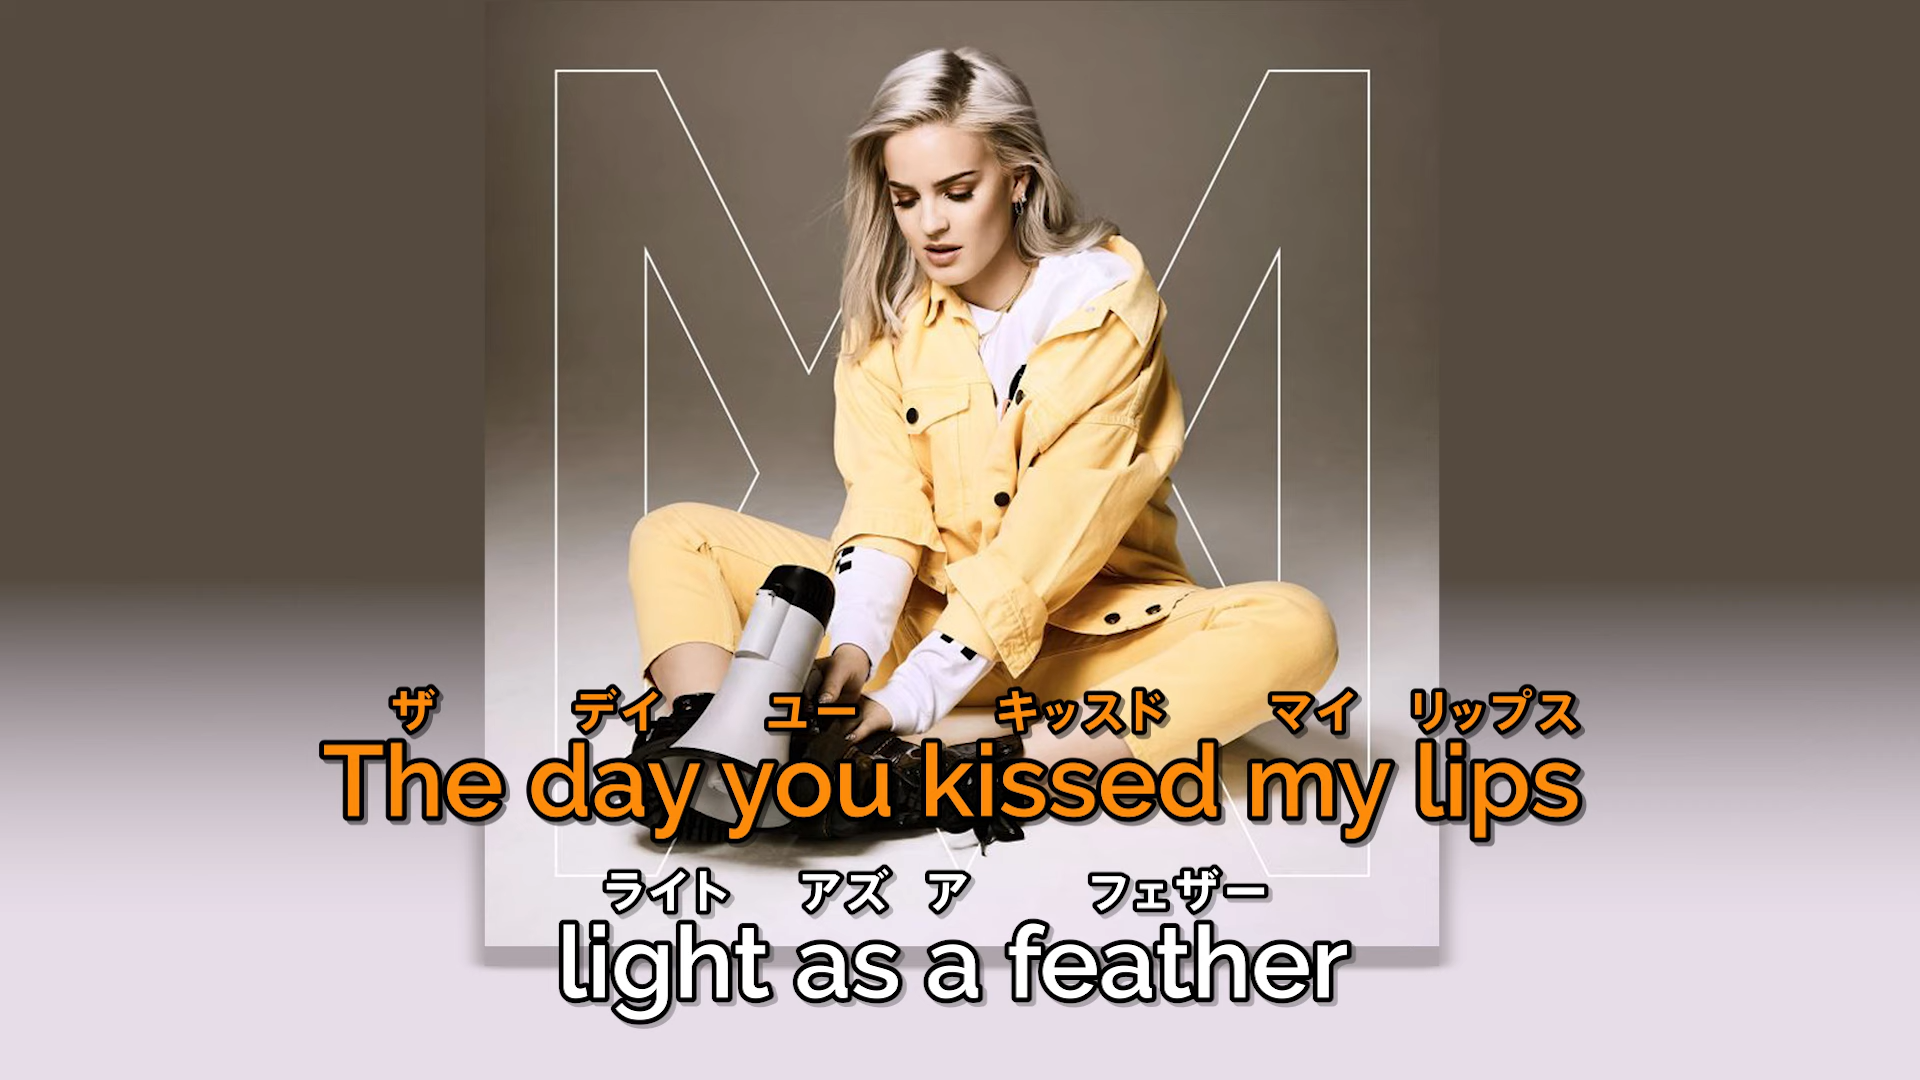 ザ デイ ユー キッスド マイ リップス
The day you kissed my lips
ライト アズ ア フェザー
light as a feather